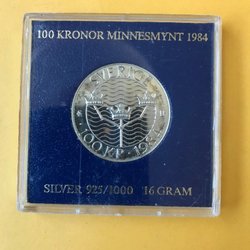 100 KRONOR MINNESMYNT 1984
SVERIGE
100 KR
SILVER 925/1000 16 GRAM